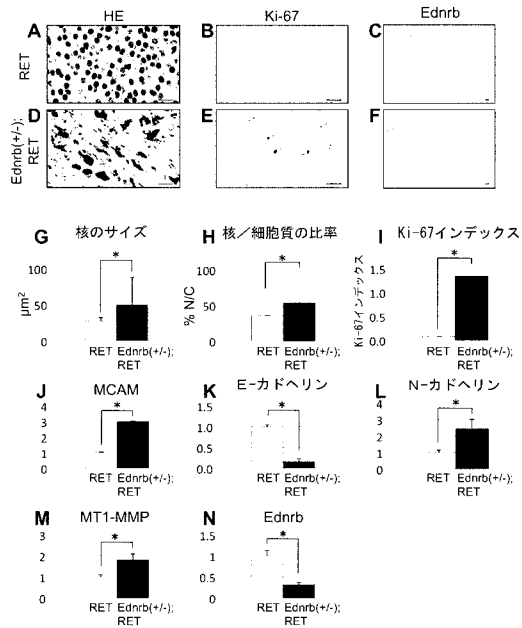 HE
Ki-67
Ednrb
A
B
C
RET
D
E
F
Ednrb(+/-);
RET
G
核のサイズ
*
μm²
100
50
0
RET
Ednrb(+/-);
RET
H
核／細胞質の比率
*
% N/C
100
50
0
RET
Ednrb(+/-);
RET
I
Ki-67インデックス
*
Ki-67インデックス
1.5
1.0
0.5
0
RET
Ednrb(+/-);
RET
J
MCAM
*
4
3
2
1
0
RET
Ednrb(+/-);
RET
K
E-カドヘリン
*
1.5
1.0
0.5
0.0
RET
Ednrb(+/-);
RET
L
N-カドヘリン
*
4
3
2
1
0
RET
Ednrb(+/-);
RET
M
MT1-MMP
*
3
2
1
0
RET
Ednrb(+/-);
RET
N
Ednrb
*
1.5
1
0.5
0
RET
Ednrb(+/-);
RET